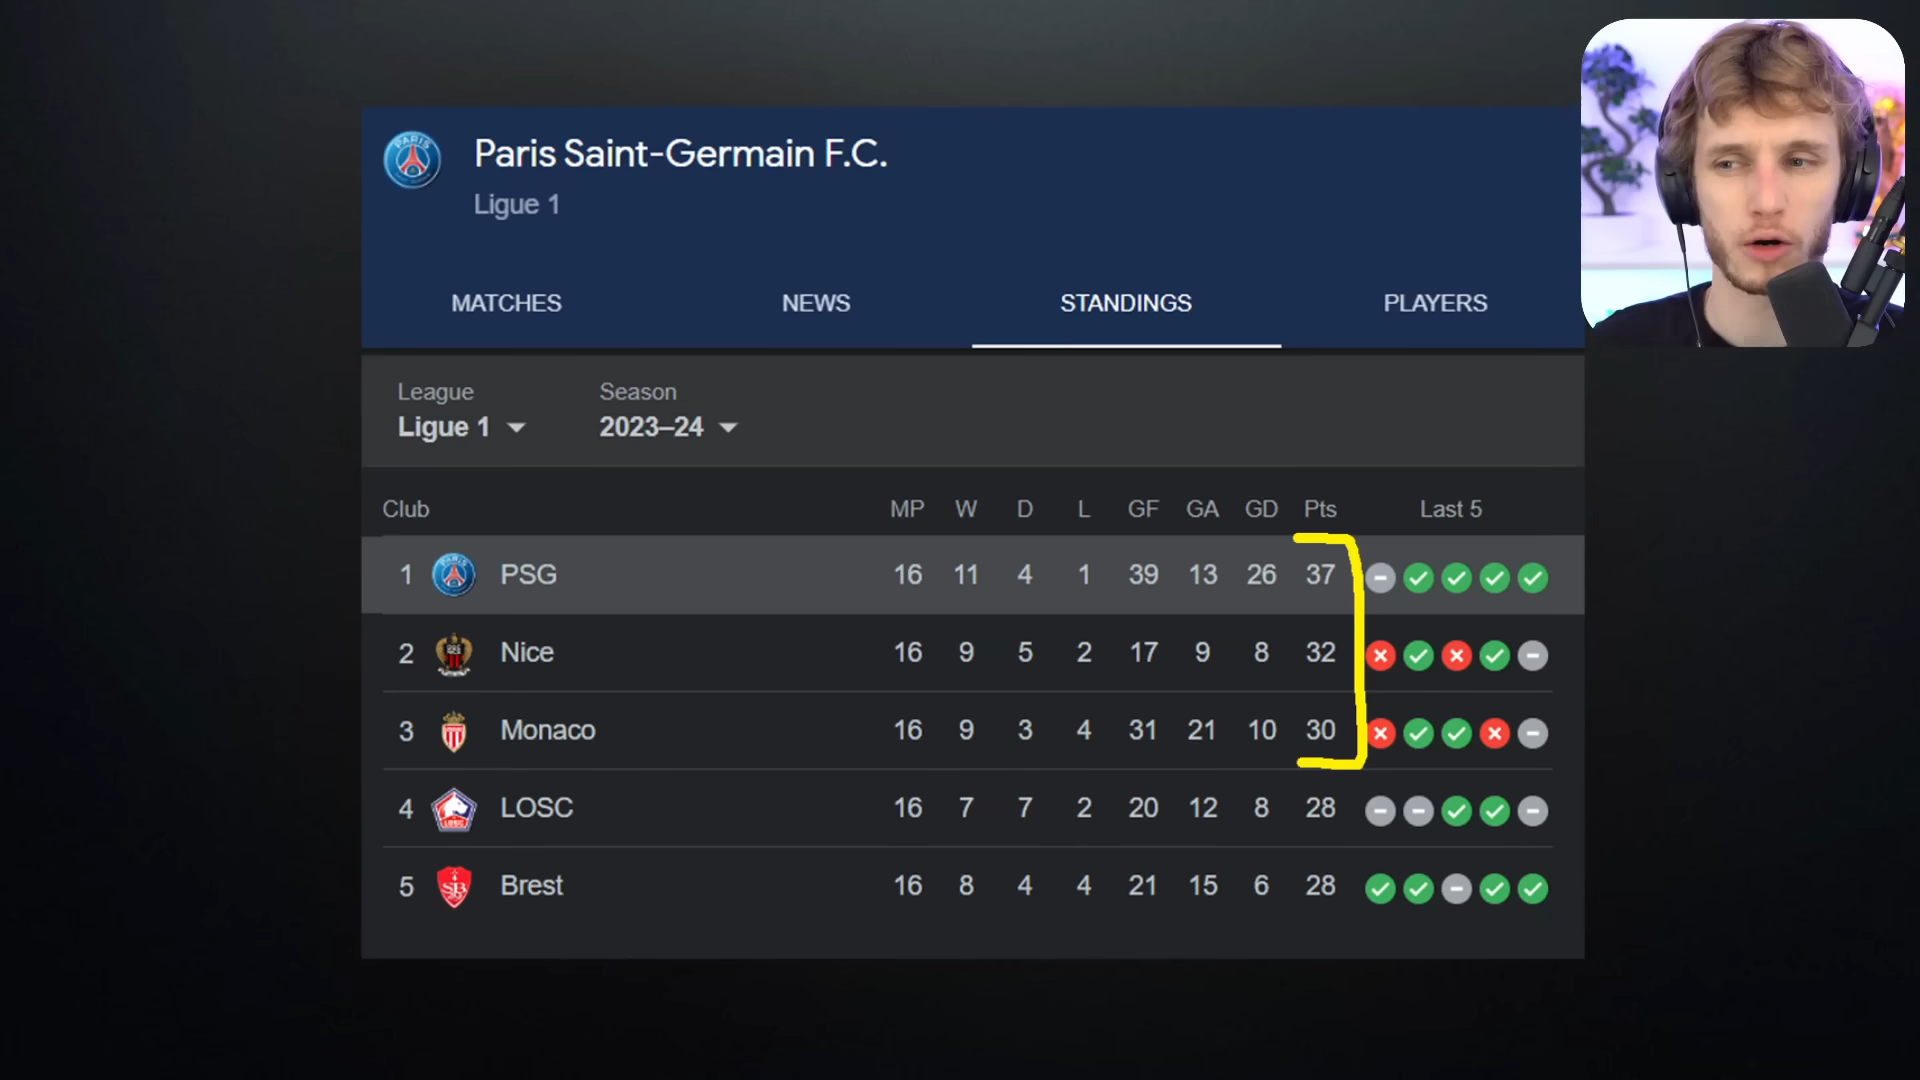 Paris Saint-Germain F.C.
Ligue 1
MATCHES NEWS STANDINGS PLAYERS
League Season
Ligue 1 2023–24
Club MP W D L GF GA GD Pts Last 5
1 PSG 16 11 4 1 39 13 26 37
2 Nice 16 9 5 2 17 9 8 32
3 Monaco 16 9 3 4 31 21 10 30
4 LOSC 16 7 7 2 20 12 8 28
5 Brest 16 8 4 4 21 15 6 28